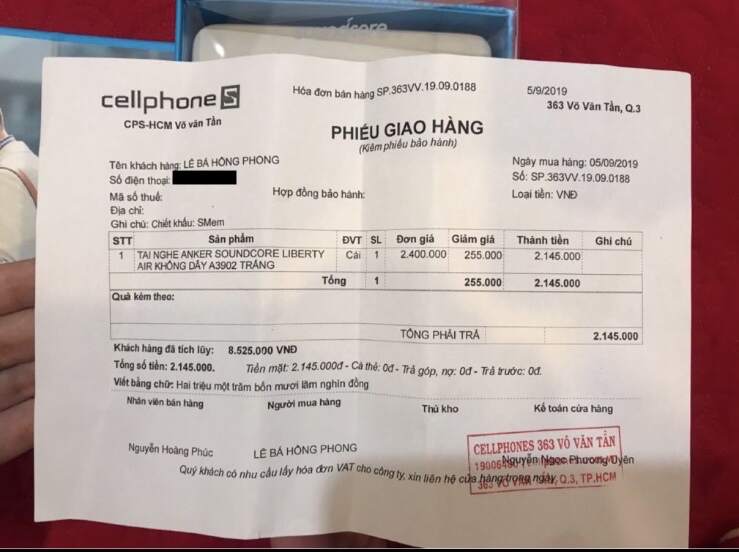 soundcore
cellphoneS
CPS-HCM Võ văn Tần
Hóa đơn bán hàng SP.363VV.19.09.0188
5/9/2019
363 Võ Văn Tần, Q.3
PHIẾU GIAO HÀNG
(Kiêm phiếu bảo hành)
Tên khách hàng: LÊ BÁ HỒNG PHONG
Số điện thoại:
Mã số thuế:
Địa chỉ:
Ghi chú: Chiết khấu: SMem
Hợp đồng bảo hành:
Ngày mua hàng: 05/09/2019
Số: SP.363VV.19.09.0188
Loại tiền: VNĐ
STT Sản phẩm ĐVT SL Đơn giá Giảm giá Thành tiền Ghi chú
1 TAI NGHE ANKER SOUNDCORE LIBERTY Cái 1 2.400.000 255.000 2.145.000
AIR KHÔNG DÂY A3902 TRẮNG
Tổng 1 255.000 2.145.000
Quà kèm theo:
TỔNG PHẢI TRẢ 2.145.000
Khách hàng đã tích lũy: 8.525.000 VNĐ
Tổng số tiền: 2.145.000. Tiền mặt: 2.145.000đ - Cà thẻ: 0đ - Trả góp, nợ: 0đ - Trả trước: 0đ.
Viết bằng chữ: Hai triệu một trăm bốn mươi lăm nghìn đồng
Nhân viên bán hàng Người mua hàng Thủ kho Kế toán cửa hàng
Nguyễn Hoàng Phúc LÊ BÁ HỒNG PHONG Nguyễn Ngọc Phương Uyên
CELLPHONES 363 VÕ VĂN TẦN
363 VÕ VĂN TẦN, Q.3, TP.HCM
Quý khách có nhu cầu lấy hóa đơn VAT cho công ty, xin liên hệ cửa hàng trong ngày